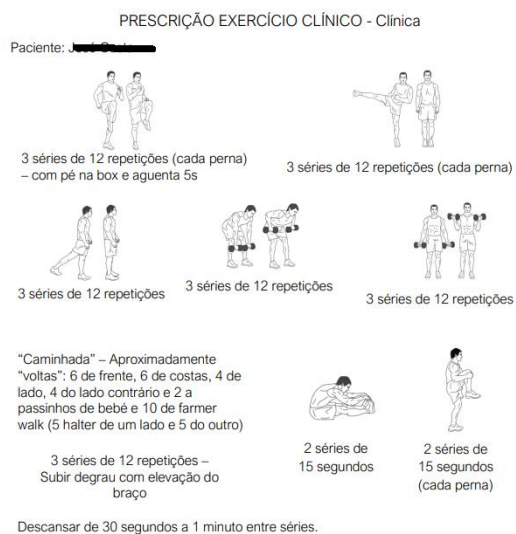 PRESCRIÇÃO EXERCÍCIO CLÍNICO - Clínica
Paciente:
3 séries de 12 repetições (cada perna)
– com pé na box e aguenta 5s
3 séries de 12 repetições (cada perna)
3 séries de 12 repetições
3 séries de 12 repetições
3 séries de 12 repetições
“Caminhada” – Aproximadamente
“voltas”: 6 de frente, 6 de costas, 4 de
lado, 4 do lado contrário e 2 a
passinhos de bebé e 10 de farmer
walk (5 halter de um lado e 5 do outro)
3 séries de 12 repetições –
Subir degrau com elevação do
braço
2 séries de
15 segundos
2 séries de
15 segundos
(cada perna)
Descansar de 30 segundos a 1 minuto entre séries.